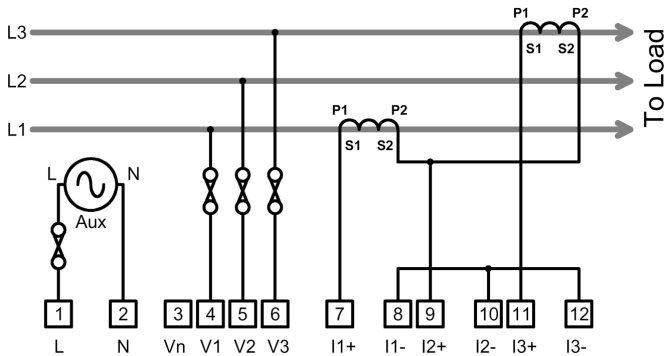 P1 P2
L3
S1 S2
L2
P1 P2
L1
S1 S2
To Load
L N
Aux
1 2 3 4 5 6 7 8 9 10 11 12
L N Vn V1 V2 V3 I1+ I1- I2+ I2- I3+ I3-